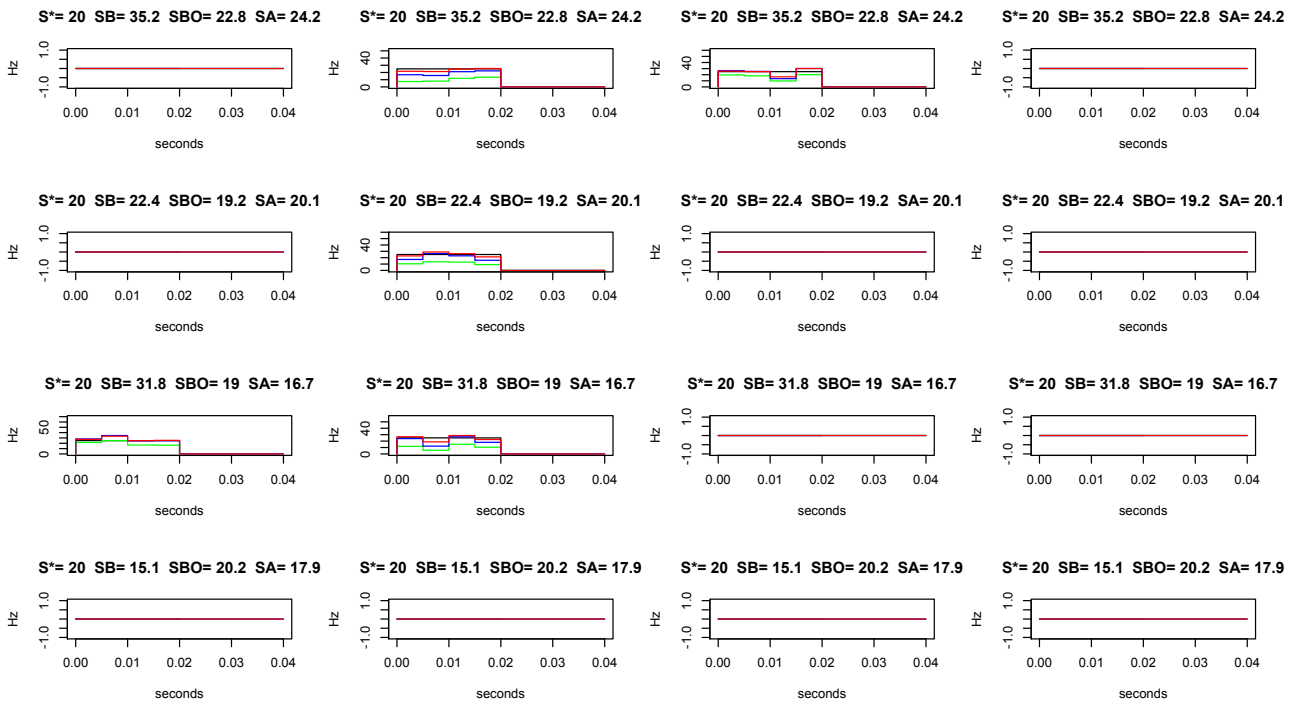 S*= 20 SB= 35.2 SBO= 22.8 SA= 24.2
S*= 20 SB= 35.2 SBO= 22.8 SA= 24.2
S*= 20 SB= 35.2 SBO= 22.8 SA= 24.2
S*= 20 SB= 35.2 SBO= 22.8 SA= 24.2
Hz
-1.0 1.0
0.00 0.01 0.02 0.03 0.04
seconds
Hz
0 40
0.00 0.01 0.02 0.03 0.04
seconds
Hz
0 40
0.00 0.01 0.02 0.03 0.04
seconds
Hz
-1.0 1.0
0.00 0.01 0.02 0.03 0.04
seconds
S*= 20 SB= 22.4 SBO= 19.2 SA= 20.1
S*= 20 SB= 22.4 SBO= 19.2 SA= 20.1
S*= 20 SB= 22.4 SBO= 19.2 SA= 20.1
S*= 20 SB= 22.4 SBO= 19.2 SA= 20.1
Hz
-1.0 1.0
0.00 0.01 0.02 0.03 0.04
seconds
Hz
0 40
0.00 0.01 0.02 0.03 0.04
seconds
Hz
-1.0 1.0
0.00 0.01 0.02 0.03 0.04
seconds
Hz
-1.0 1.0
0.00 0.01 0.02 0.03 0.04
seconds
S*= 20 SB= 31.8 SBO= 19 SA= 16.7
S*= 20 SB= 31.8 SBO= 19 SA= 16.7
S*= 20 SB= 31.8 SBO= 19 SA= 16.7
S*= 20 SB= 31.8 SBO= 19 SA= 16.7
Hz
0 50
0.00 0.01 0.02 0.03 0.04
seconds
Hz
0 40
0.00 0.01 0.02 0.03 0.04
seconds
Hz
-1.0 1.0
0.00 0.01 0.02 0.03 0.04
seconds
Hz
-1.0 1.0
0.00 0.01 0.02 0.03 0.04
seconds
S*= 20 SB= 15.1 SBO= 20.2 SA= 17.9
S*= 20 SB= 15.1 SBO= 20.2 SA= 17.9
S*= 20 SB= 15.1 SBO= 20.2 SA= 17.9
S*= 20 SB= 15.1 SBO= 20.2 SA= 17.9
Hz
-1.0 1.0
0.00 0.01 0.02 0.03 0.04
seconds
Hz
-1.0 1.0
0.00 0.01 0.02 0.03 0.04
seconds
Hz
-1.0 1.0
0.00 0.01 0.02 0.03 0.04
seconds
Hz
-1.0 1.0
0.00 0.01 0.02 0.03 0.04
seconds